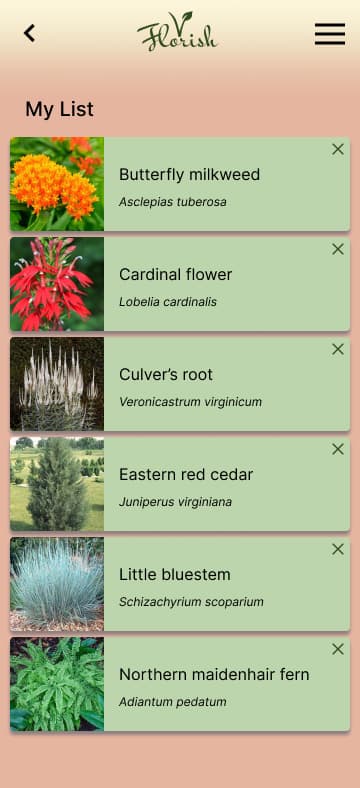 Florish
My List
Butterfly milkweed
Asclepias tuberosa
Cardinal flower
Lobelia cardinalis
Culver’s root
Veronicastrum virginicum
Eastern red cedar
Juniperus virginiana
Little bluestem
Schizachyrium scoparium
Northern maidenhair fern
Adiantum pedatum